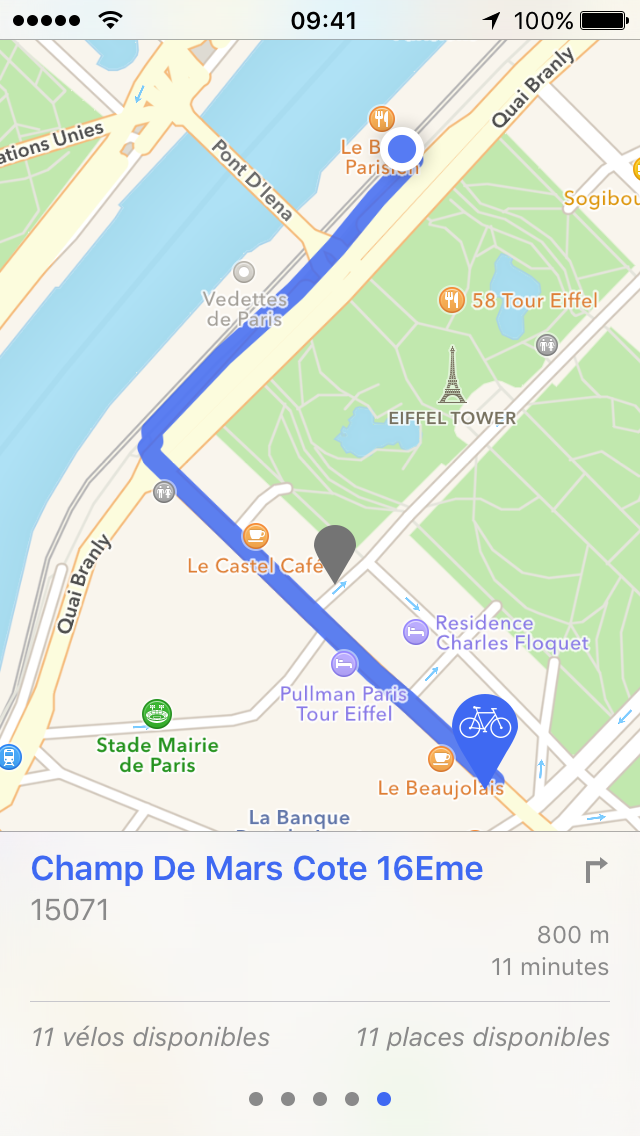 09:41
100%
Quai Branly
ations Unies
Le B
Parisien
Pont D'Iena
Sogibou
Vedettes
de Paris
58 Tour Eiffel
EIFFEL TOWER
Le Castel Café
Quai Branly
Residence
Charles Floquet
Pullman Paris
Tour Eiffel
Stade Mairie
de Paris
Le Beaujolais
La Banque
Champ De Mars Cote 16Eme
15071
800 m
11 minutes
11 vélos disponibles
11 places disponibles